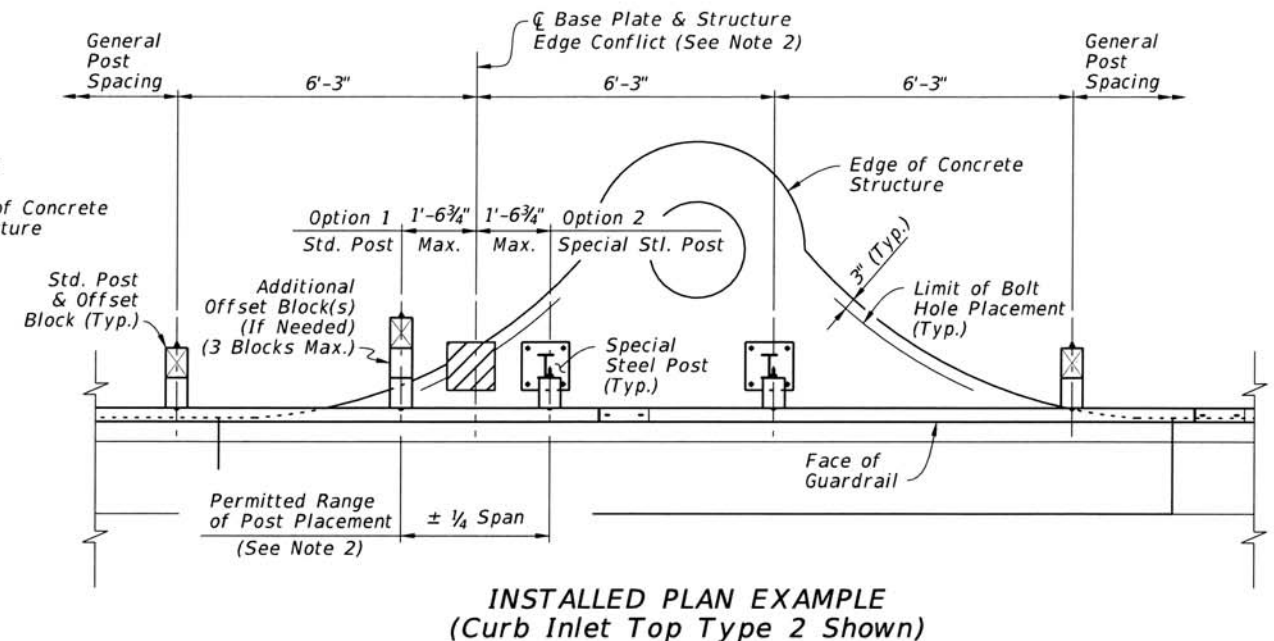 ℄ Base Plate & Structure
Edge Conflict (See Note 2)
General
Post
Spacing
6'-3"
6'-3"
6'-3"
General
Post
Spacing
Edge of Concrete
Structure
of Concrete
ture
Option 1
Std. Post
1'-6¾"
Max.
1'-6¾"
Max.
Option 2
Special Stl. Post
3" (Typ.)
Std. Post
& Offset
Block (Typ.)
Additional
Offset Block(s)
(If Needed)
(3 Blocks Max.)
Limit of Bolt
Hole Placement
(Typ.)
Special
Steel Post
(Typ.)
Face of
Guardrail
Permitted Range
of Post Placement
(See Note 2)
± ¼ Span
INSTALLED PLAN EXAMPLE
(Curb Inlet Top Type 2 Shown)